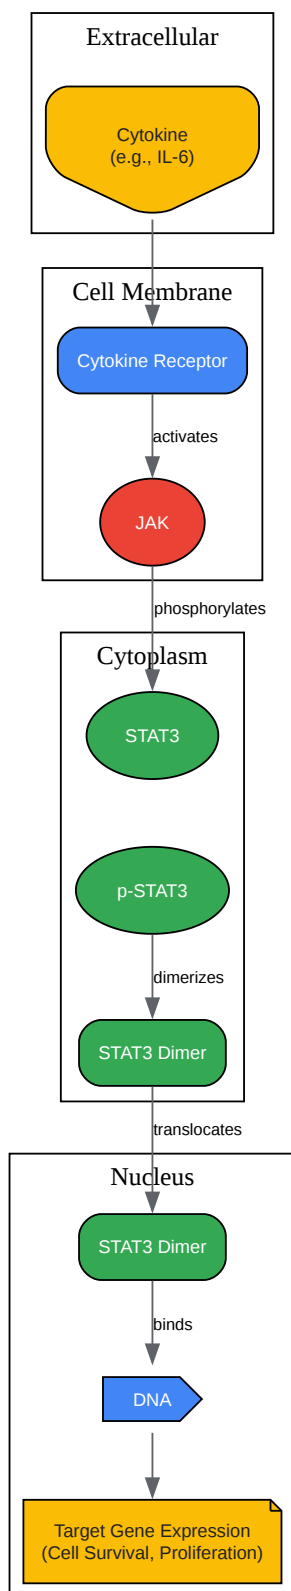 Extracellular
Cytokine
(e.g., IL-6)
Cell Membrane
Cytokine Receptor
activates
JAK
phosphorylates
Cytoplasm
STAT3
p-STAT3
dimerizes
STAT3 Dimer
translocates
Nucleus
STAT3 Dimer
binds
DNA
Target Gene Expression
(Cell Survival, Proliferation)